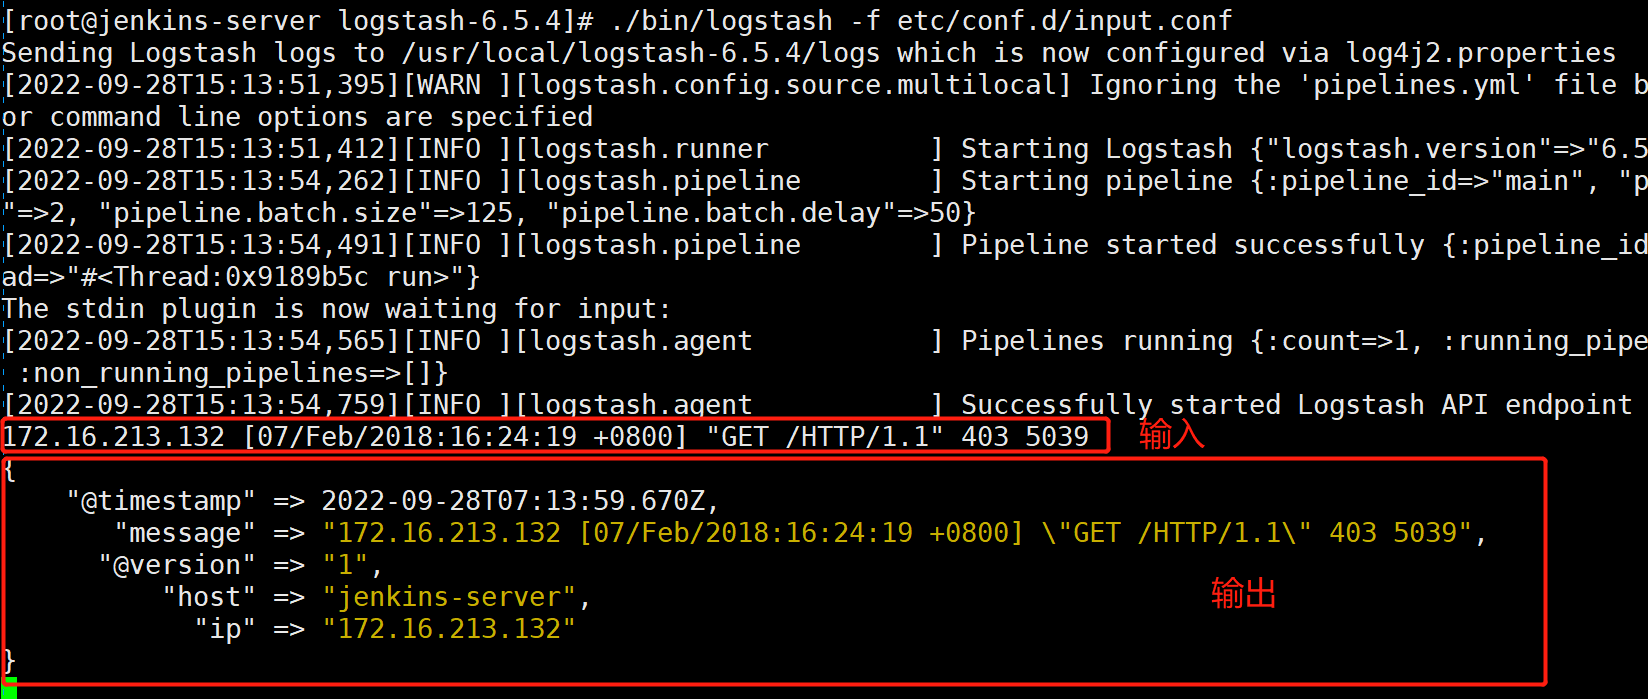 [root@jenkins-server logstash-6.5.4]# ./bin/logstash -f etc/conf.d/input.conf
Sending Logstash logs to /usr/local/logstash-6.5.4/logs which is now configured via log4j2.properties
[2022-09-28T15:13:51,395][WARN ][logstash.config.source.multilocal] Ignoring the 'pipelines.yml' file b
or command line options are specified
[2022-09-28T15:13:51,412][INFO ][logstash.runner          ] Starting Logstash {"logstash.version"=>"6.5
[2022-09-28T15:13:54,262][INFO ][logstash.pipeline        ] Starting pipeline {:pipeline_id=>"main", "p
"=>2, "pipeline.batch.size"=>125, "pipeline.batch.delay"=>50}
[2022-09-28T15:13:54,491][INFO ][logstash.pipeline        ] Pipeline started successfully {:pipeline_id
ad=>"#<Thread:0x9189b5c run>"}
The stdin plugin is now waiting for input:
[2022-09-28T15:13:54,565][INFO ][logstash.agent           ] Pipelines running {:count=>1, :running_pipe
 :non_running_pipelines=>[]}
[2022-09-28T15:13:54,759][INFO ][logstash.agent           ] Successfully started Logstash API endpoint
172.16.213.132 [07/Feb/2018:16:24:19 +0800] "GET /HTTP/1.1" 403 5039 输入
{
    "@timestamp" => 2022-09-28T07:13:59.670Z,
       "message" => "172.16.213.132 [07/Feb/2018:16:24:19 +0800] \"GET /HTTP/1.1\" 403 5039",
      "@version" => "1",
          "host" => "jenkins-server",
输出
            "ip" => "172.16.213.132"
}